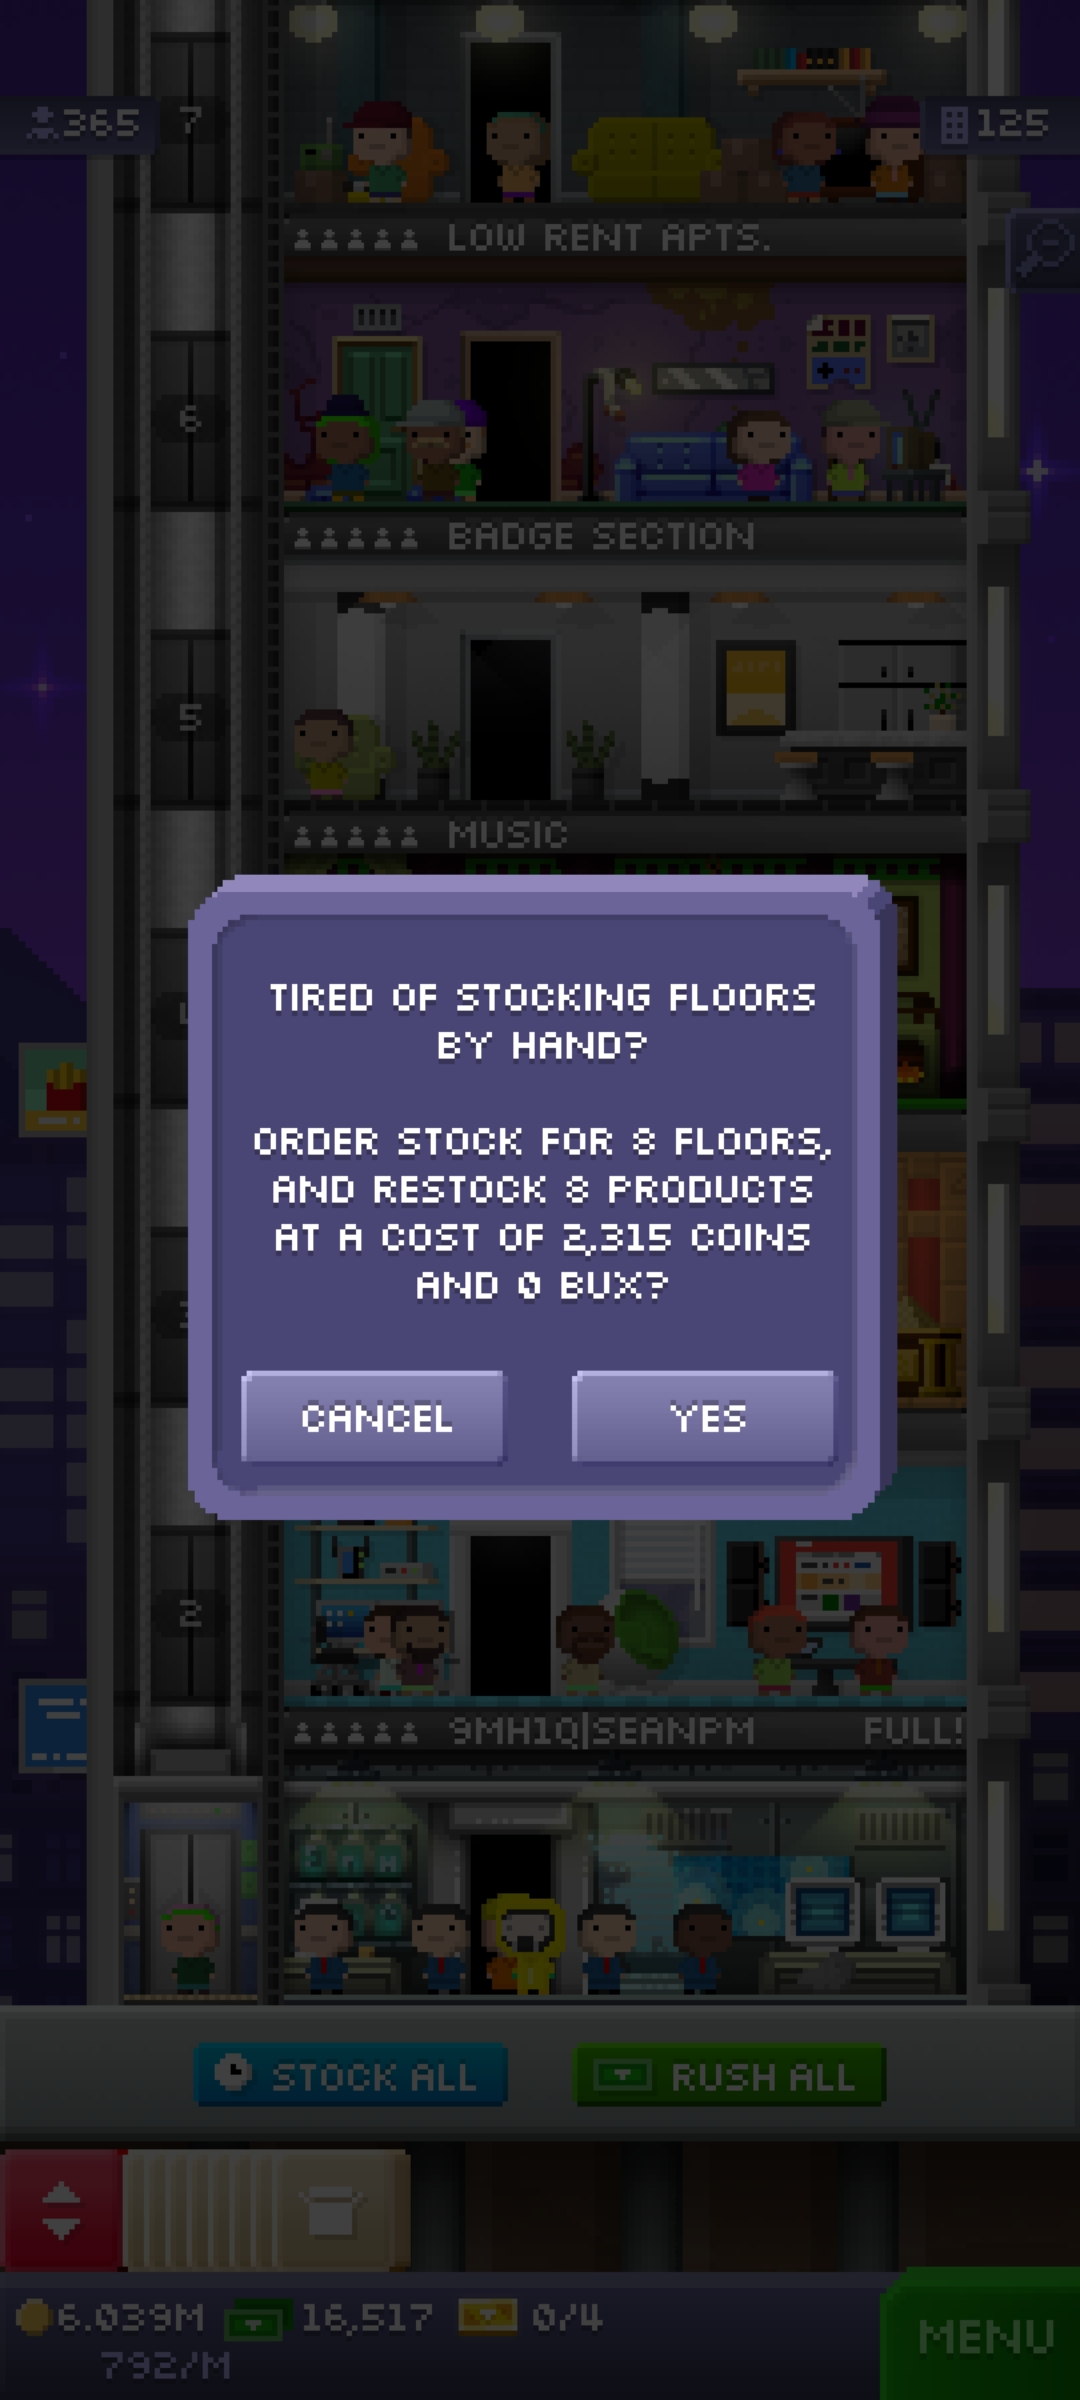 365
7
125
LOW RENT APTS.
6
BADGE SECTION
5
MUSIC
TIRED OF STOCKING FLOORS
BY HAND?
ORDER STOCK FOR 8 FLOORS,
AND RESTOCK 8 PRODUCTS
AT A COST OF 2,315 COINS
AND 0 BUX?
CANCEL
YES
2
9MH1Q|SEANPM
FULL!
STOCK ALL
RUSH ALL
6.039M
16,517
0/4
792/M
MENU